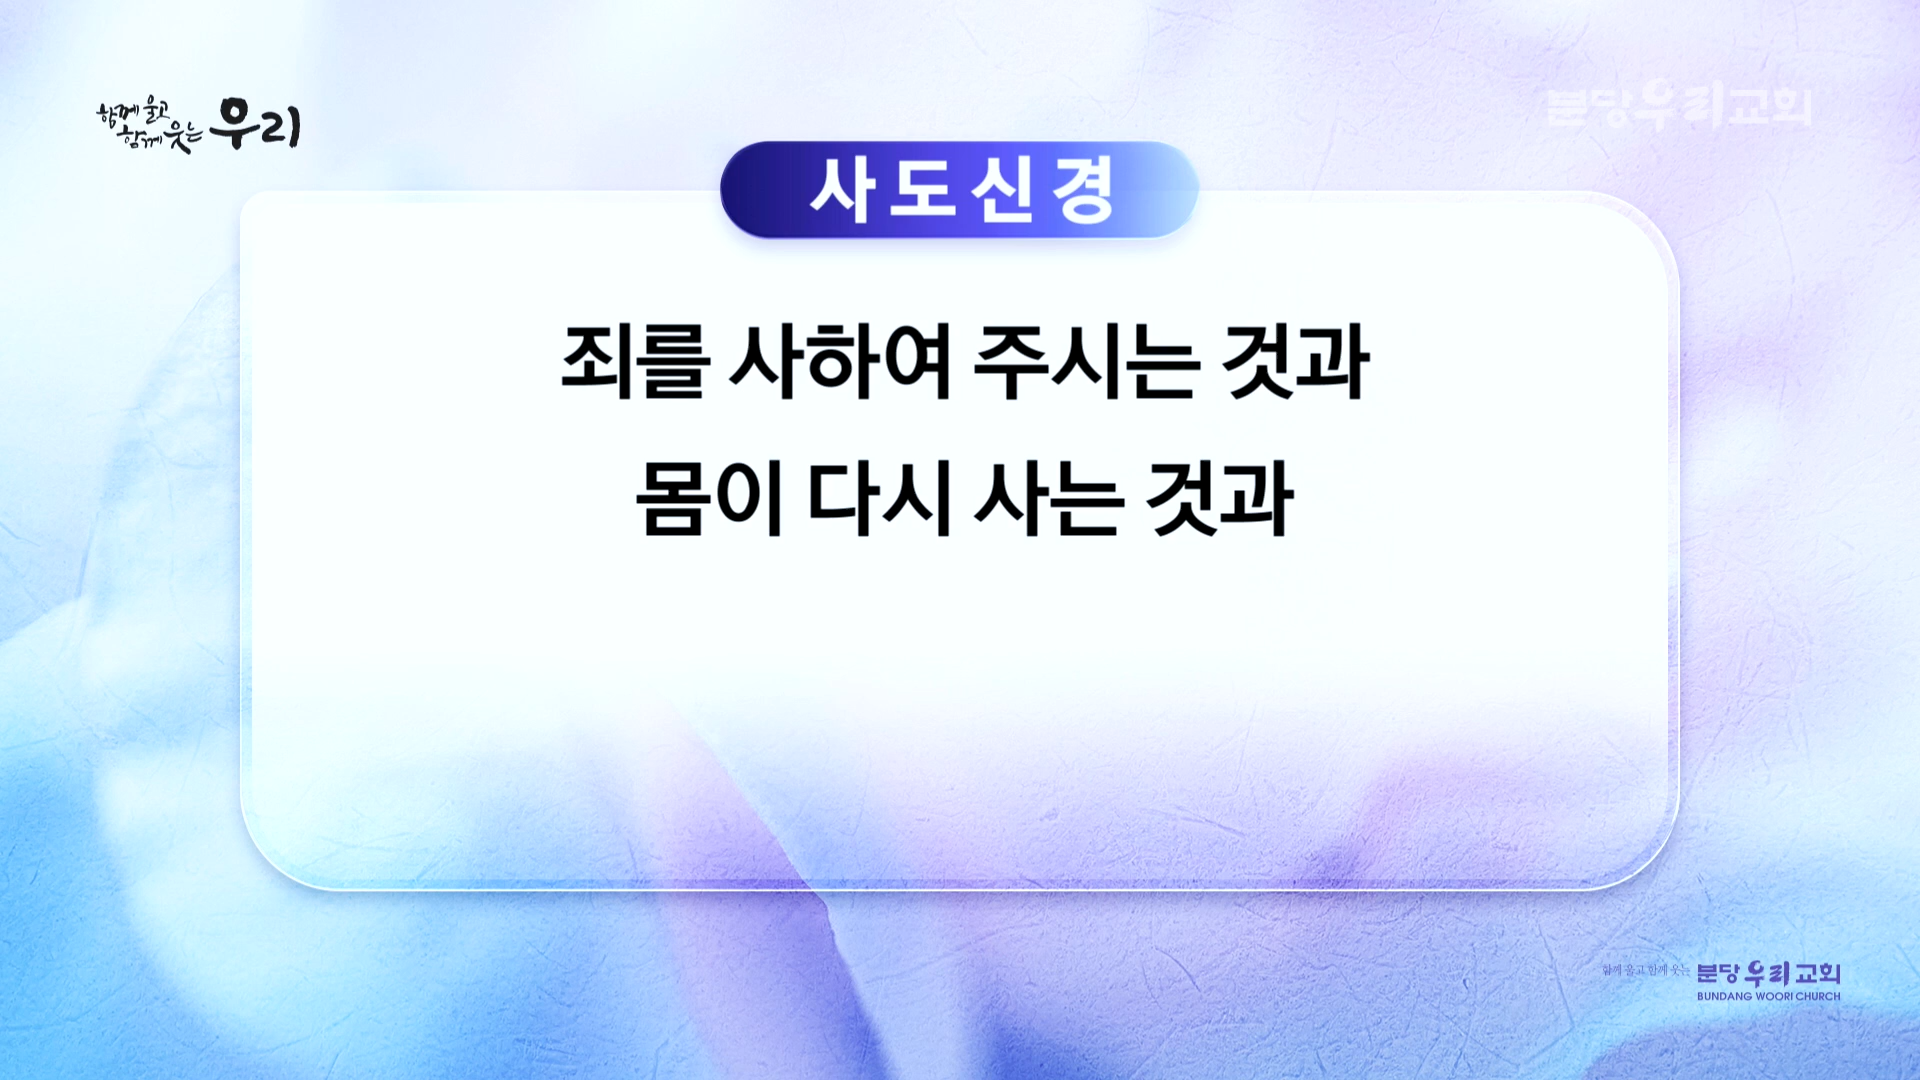 함께 울고
함께 웃는 우리
분당우리교회
사도신경
죄를 사하여 주시는 것과
몸이 다시 사는 것과
함께 울고 함께 웃는 분당우리교회
BUNDANG WOORI CHURCH